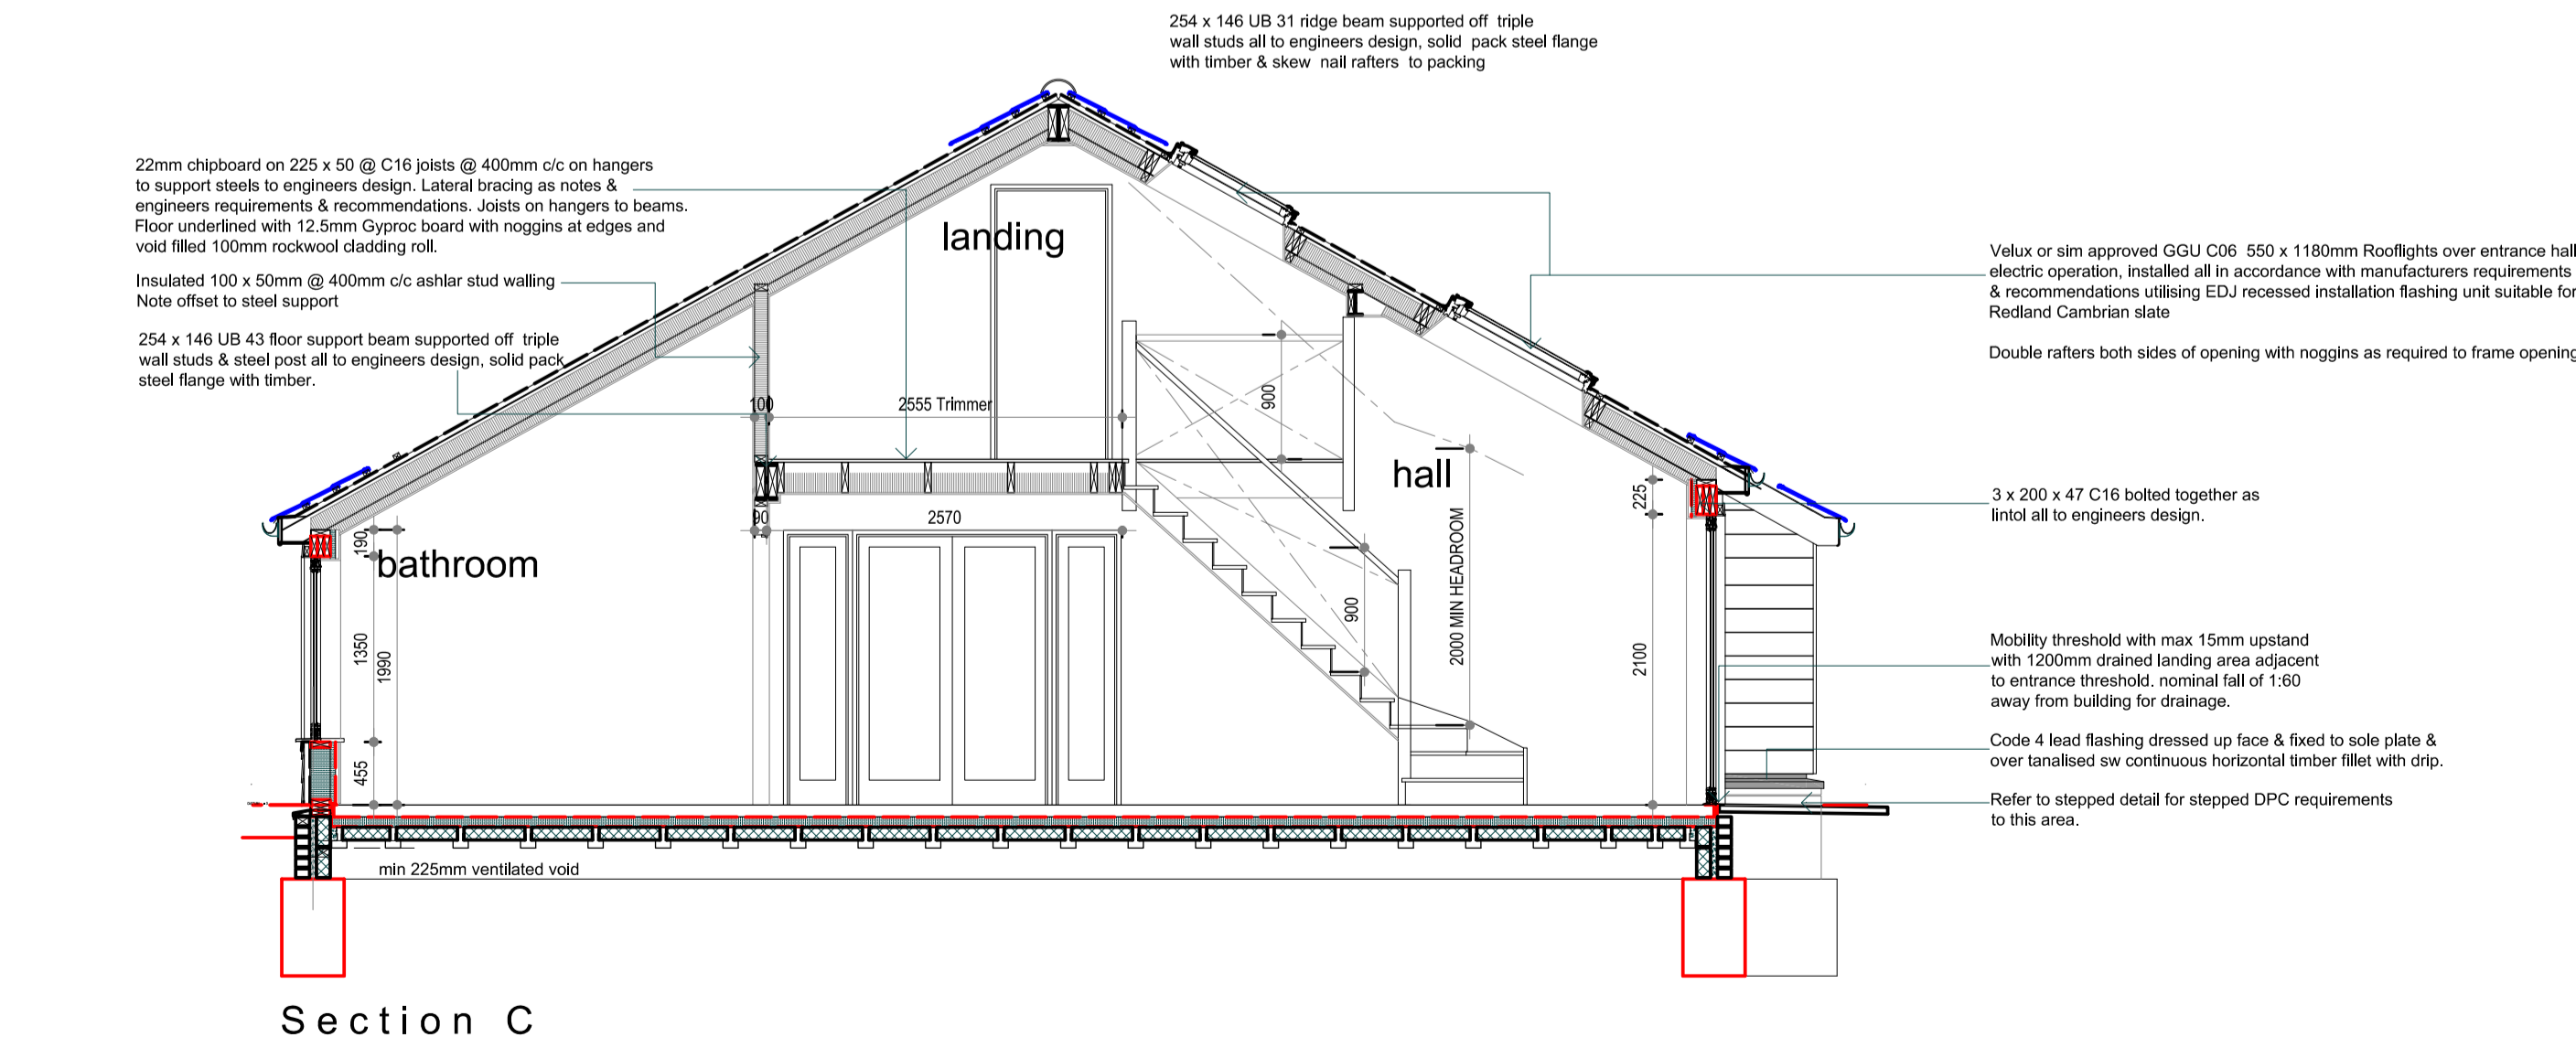 254 x 146 UB 31 ridge beam supported off triple
wall studs all to engineers design, solid pack steel flange
with timber & skew nail rafters to packing
22mm chipboard on 225 x 50 @ C16 joists @ 400mm c/c on hangers
to support steels to engineers design. Lateral bracing as notes &
engineers requirements & recommendations. Joists on hangers to beams.
Floor underlined with 12.5mm Gyproc board with noggins at edges and
void filled 100mm rockwool cladding roll.
Insulated 100 x 50mm @ 400mm c/c ashlar stud walling
Note offset to steel support
254 x 146 UB 43 floor support beam supported off triple
wall studs & steel post all to engineers design, solid pack
steel flange with timber.
landing
Velux or sim approved GGU C06 550 x 1180mm Rooflights over entrance hall
electric operation, installed all in accordance with manufacturers requirements
& recommendations utilising EDJ recessed installation flashing unit suitable for
Redland Cambrian slate
Double rafters both sides of opening with noggins as required to frame opening
100
2555 Trimmer
900
hall
225
3 x 200 x 47 C16 bolted together as
lintol all to engineers design.
90
2570
190
bathroom
1350
1990
455
900
2000 MIN HEADROOM
2100
Mobility threshold with max 15mm upstand
with 1200mm drained landing area adjacent
to entrance threshold. nominal fall of 1:60
away from building for drainage.
Code 4 lead flashing dressed up face & fixed to sole plate &
over tanalised sw continuous horizontal timber fillet with drip.
Refer to stepped detail for stepped DPC requirements
to this area.
min 225mm ventilated void
Section C